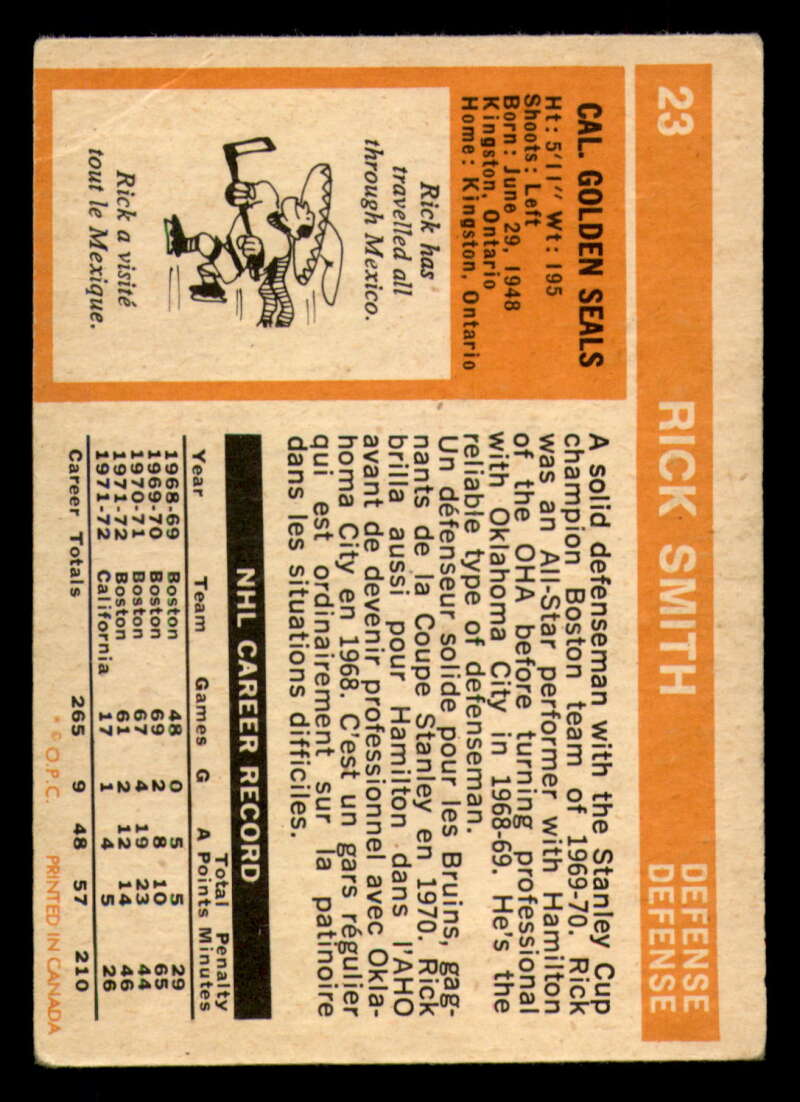 23
RICK SMITH
DEFENSE
DEFENSE
CAL. GOLDEN SEALS
Ht: 5'11" Wt: 195
Shoots: Left
Born: June 29, 1948
Kingston, Ontario
Home: Kingston, Ontario
Rick has
travelled all
through Mexico.
Rick a visité
tout le Mexique.
A solid defenseman with the Stanley Cup
champion Boston team of 1969-70. Rick
was an All-Star performer with Hamilton
of the OHA before turning professional
with Oklahoma City in 1968-69. He's the
reliable type of defenseman.
Un défenseur solide pour les Bruins, gag-
nants de la Coupe Stanley en 1970. Rick
brilla aussi pour Hamilton dans l'AHO
avant de devenir professionnel avec Okla-
homa City en 1968. C'est un gars régulier
qui est ordinairement sur la patinoire
dans les situations difficiles.
NHL CAREER RECORD
Total Penalty
Year Team Games G A Points Minutes
1968-69 Boston 48 0 5 5 29
1969-70 Boston 69 2 8 10 65
1970-71 Boston 67 4 19 23 44
1971-72 Boston 61 2 12 14 46
1971-72 California 17 1 4 5 26
Career Totals 265 9 48 57 210
* © O.P.C. PRINTED IN CANADA